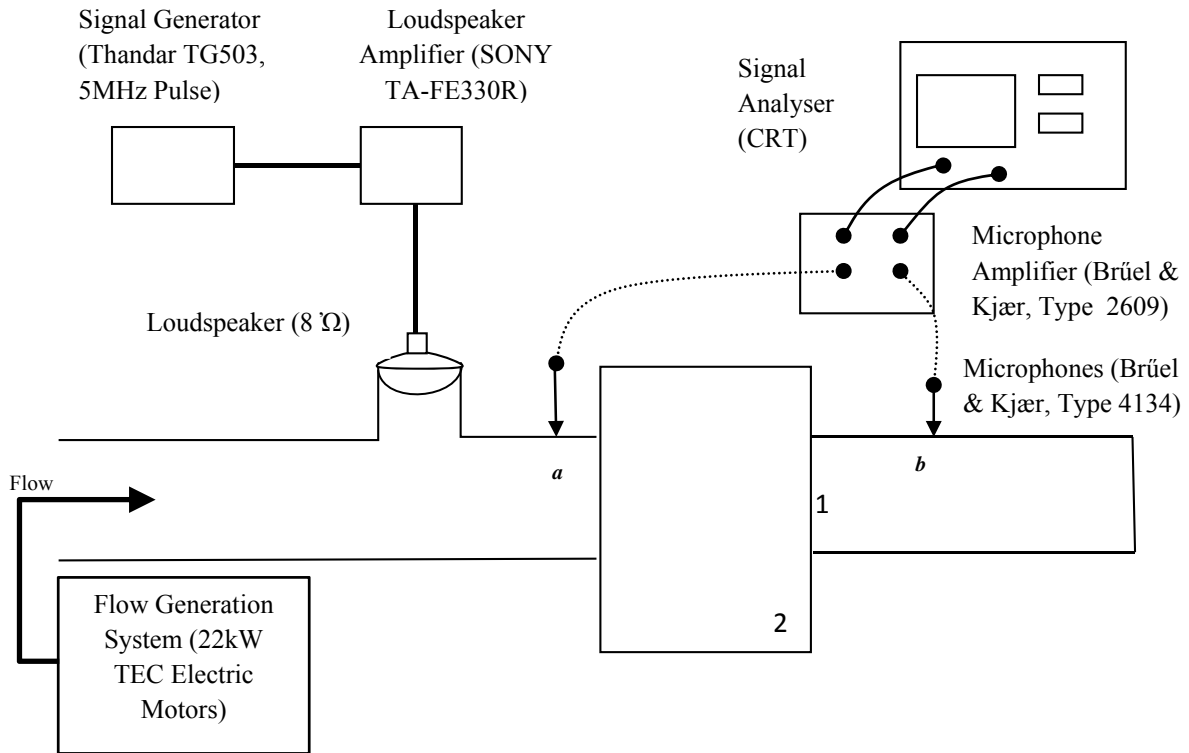 Signal Generator
(Thandar TG503,
5MHz Pulse)
Loudspeaker
Amplifier (SONY
TA-FE330R)
Signal
Analyser
(CRT)
Microphone
Amplifier (Brűel &
Kjær, Type 2609)
Loudspeaker (8 Ώ)
Microphones (Brűel
& Kjær, Type 4134)
a
b
Flow
1
2
Flow Generation
System (22kW
TEC Electric
Motors)